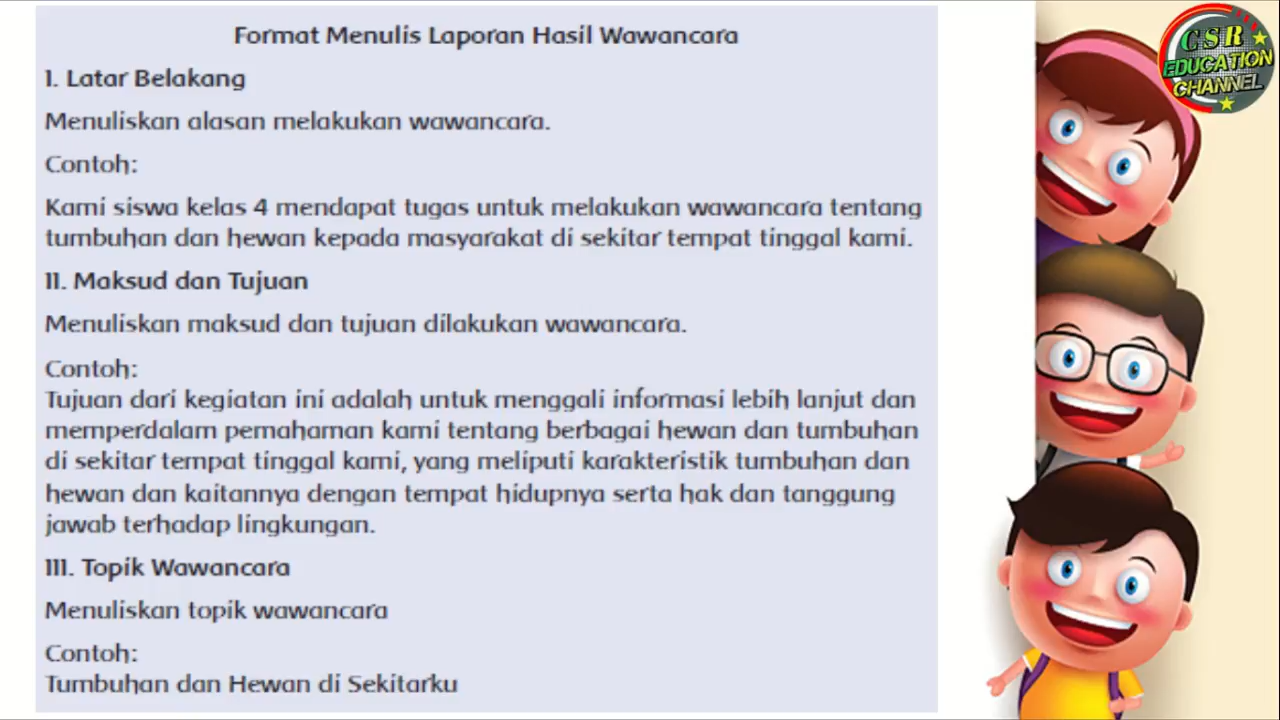 Format Menulis Laporan Hasil Wawancara
I. Latar Belakang
Menuliskan alasan melakukan wawancara.
Contoh:
Kami siswa kelas 4 mendapat tugas untuk melakukan wawancara tentang
tumbuhan dan hewan kepada masyarakat di sekitar tempat tinggal kami.
II. Maksud dan Tujuan
Menuliskan maksud dan tujuan dilakukan wawancara.
Contoh:
Tujuan dari kegiatan ini adalah untuk menggali informasi lebih lanjut dan
memperdalam pemahaman kami tentang berbagai hewan dan tumbuhan
di sekitar tempat tinggal kami, yang meliputi karakteristik tumbuhan dan
hewan dan kaitannya dengan tempat hidupnya serta hak dan tanggung
jawab terhadap lingkungan.
III. Topik Wawancara
Menuliskan topik wawancara
Contoh:
Tumbuhan dan Hewan di Sekitarku
CSR
EDUCATION
CHANNEL